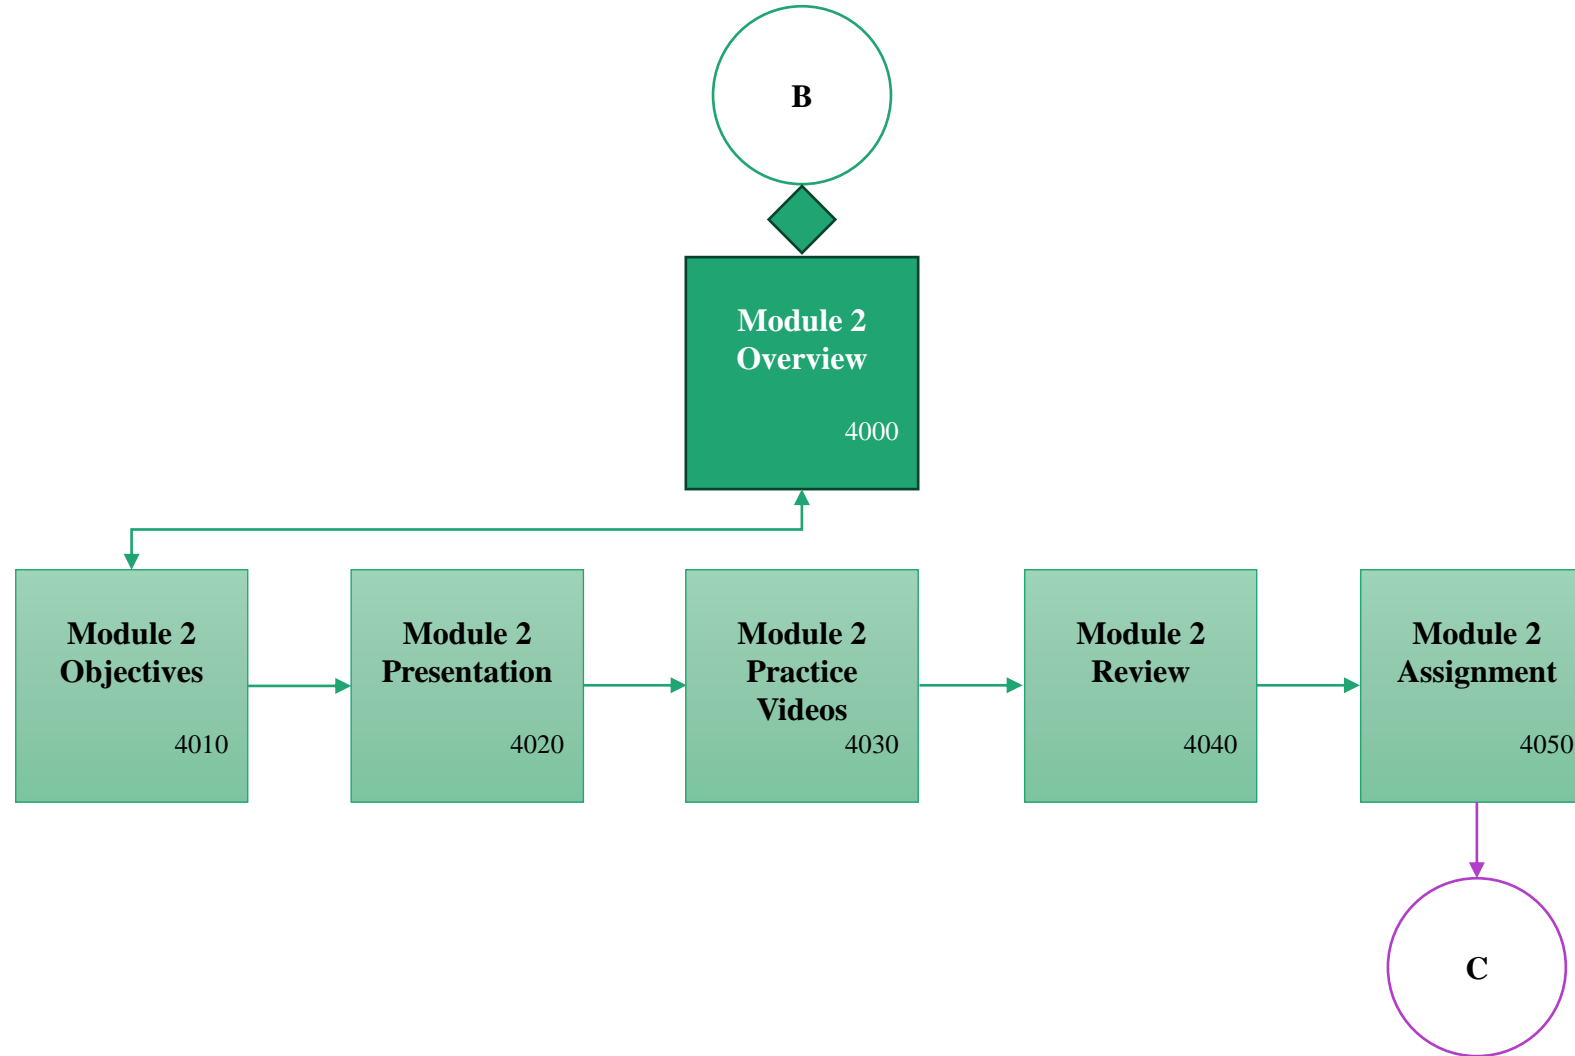 B
Module 2
Overview
4000
Module 2
Objectives
4010
Module 2
Presentation
4020
Module 2
Practice
Videos
4030
Module 2
Review
4040
Module 2
Assignment
4050
C